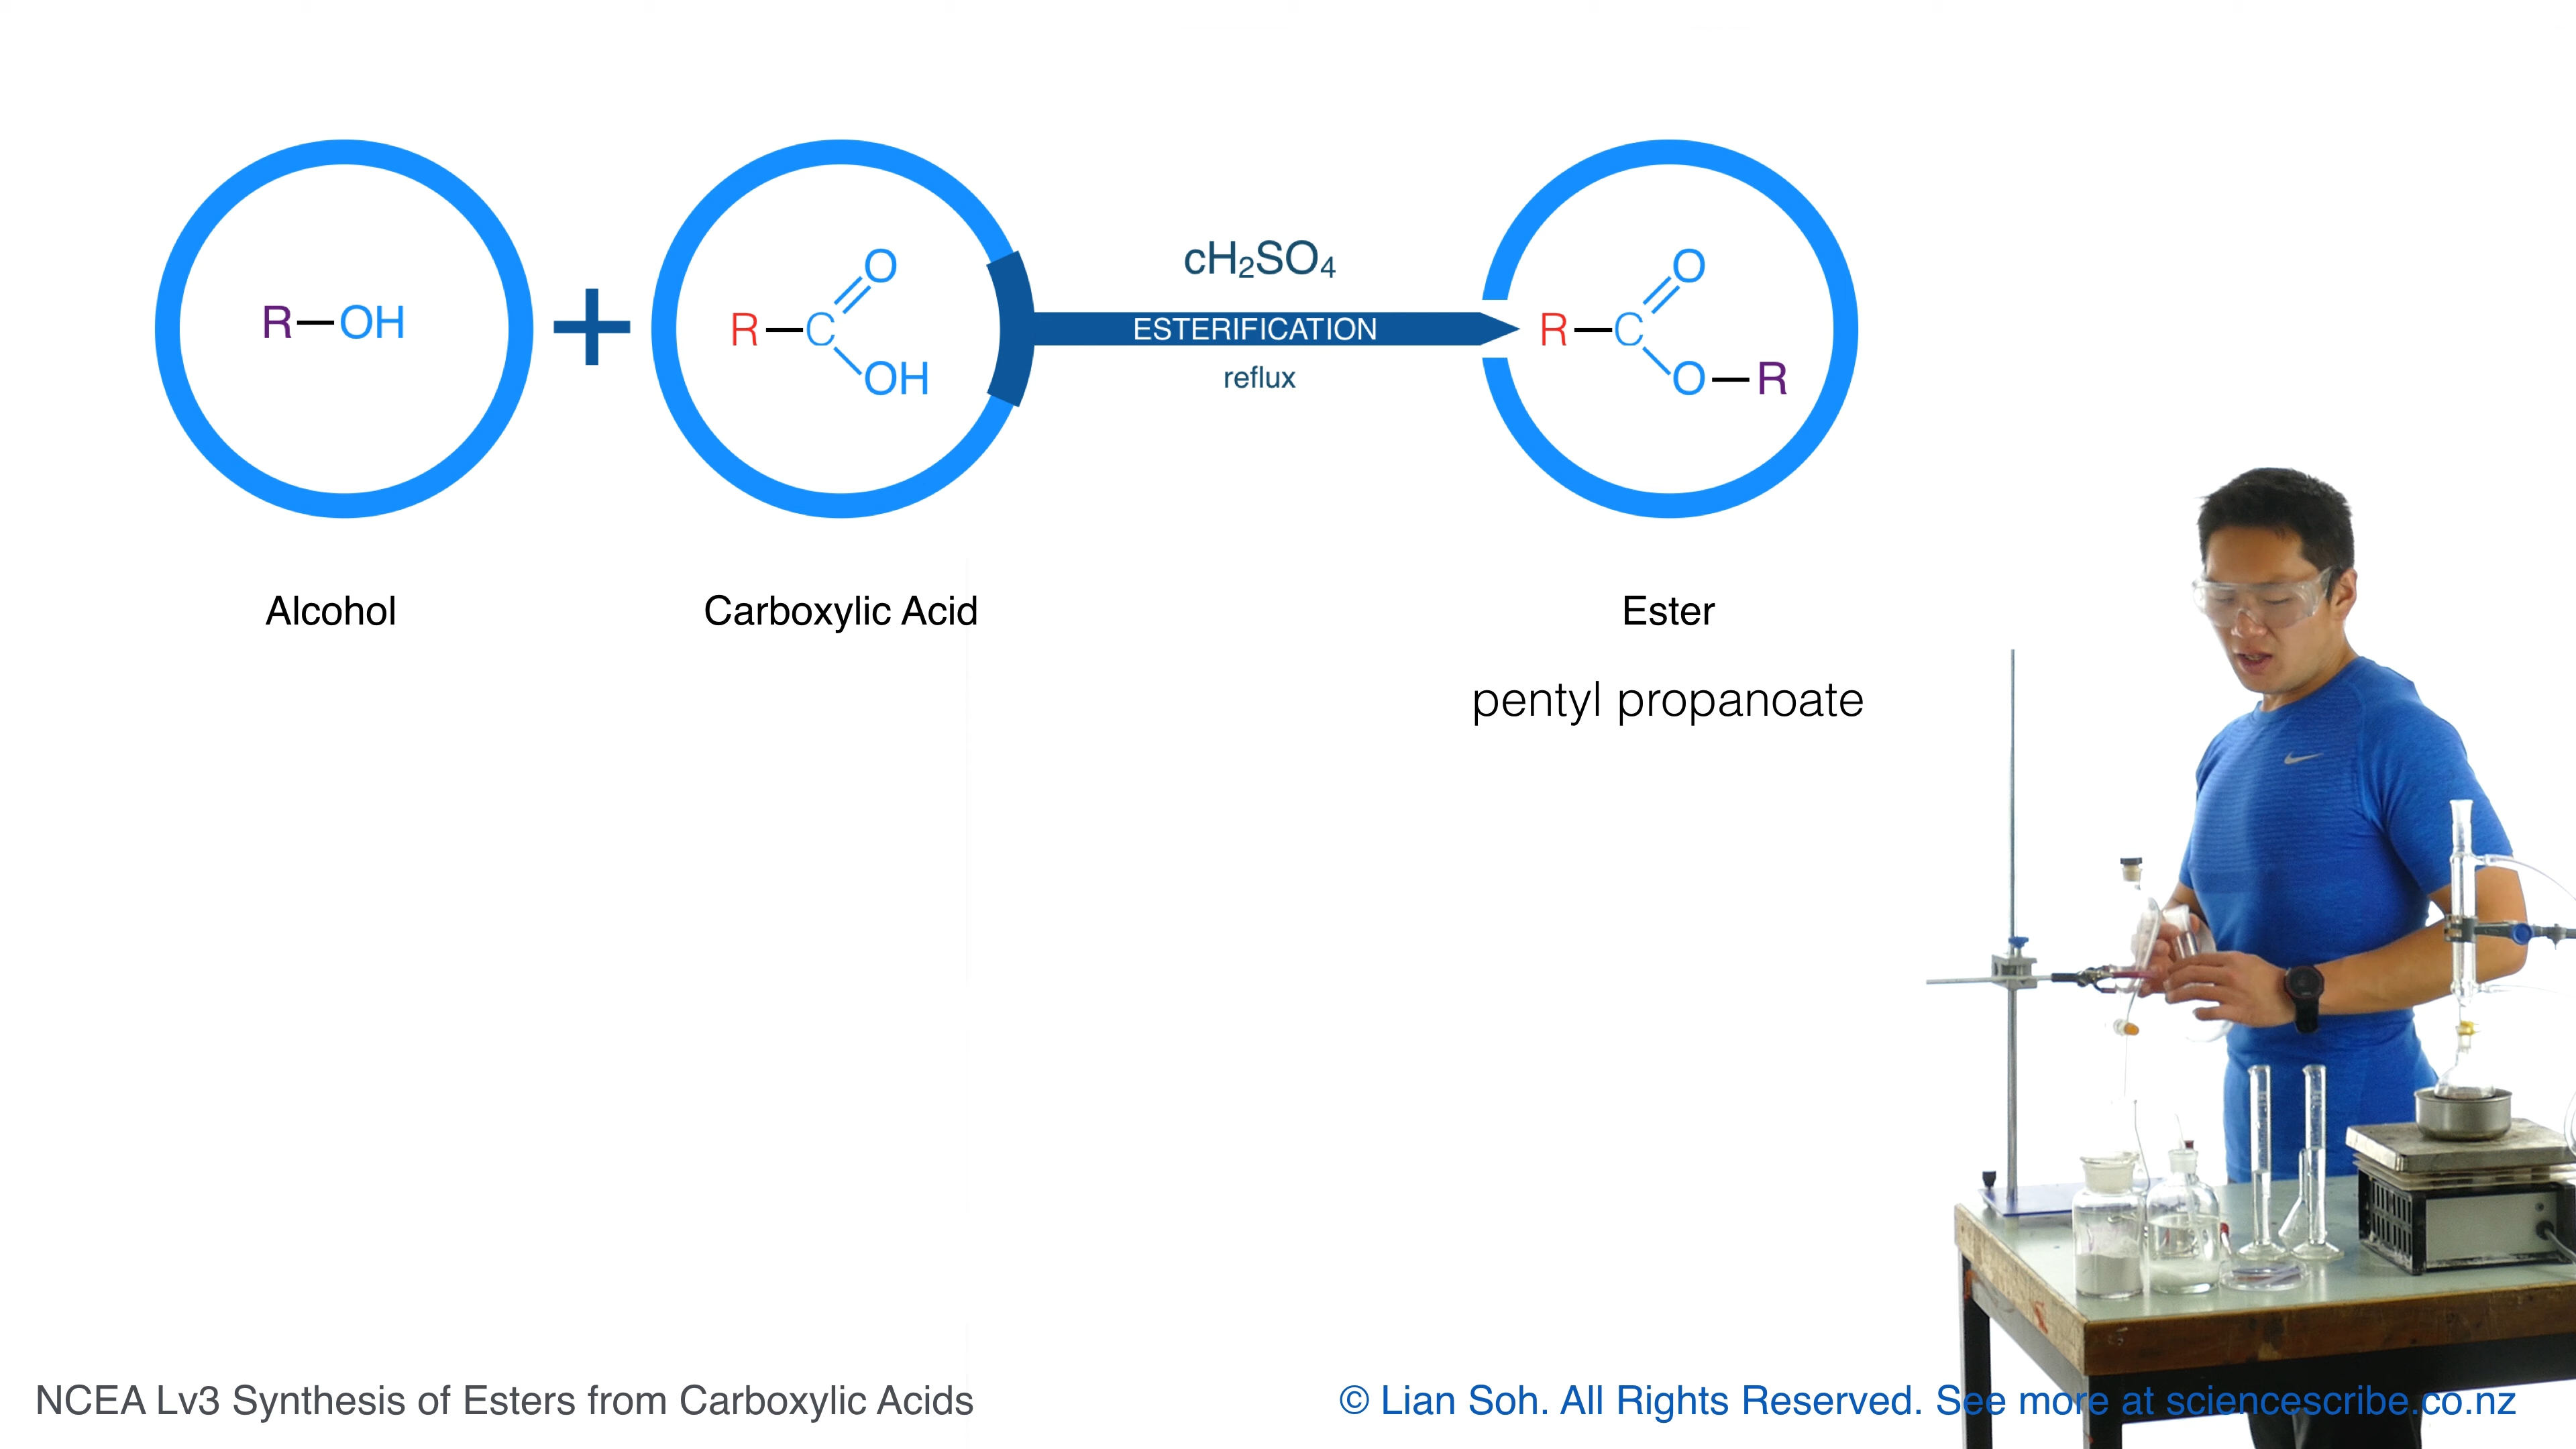 R—OH
+
R—C
O
OH
cH₂SO₄
ESTERIFICATION
reflux
R—C
O
O—R
Alcohol
Carboxylic Acid
Ester
pentyl propanoate
NCEA Lv3 Synthesis of Esters from Carboxylic Acids
© Lian Soh. All Rights Reserved. See more at sciencescribe.co.nz